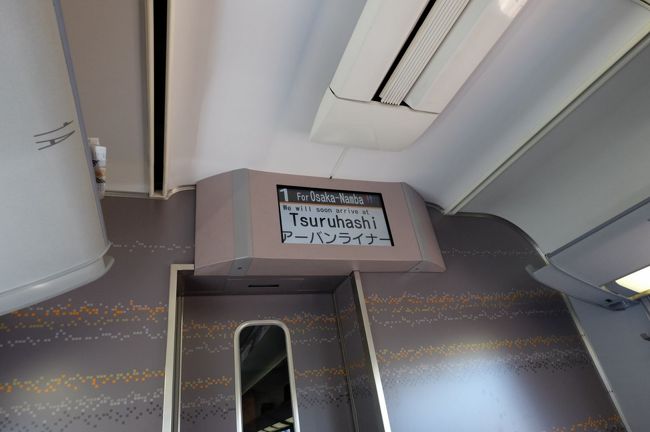 1 For Osaka-Namba
We will soon arrive at
Tsuruhashi
アーバンライナー